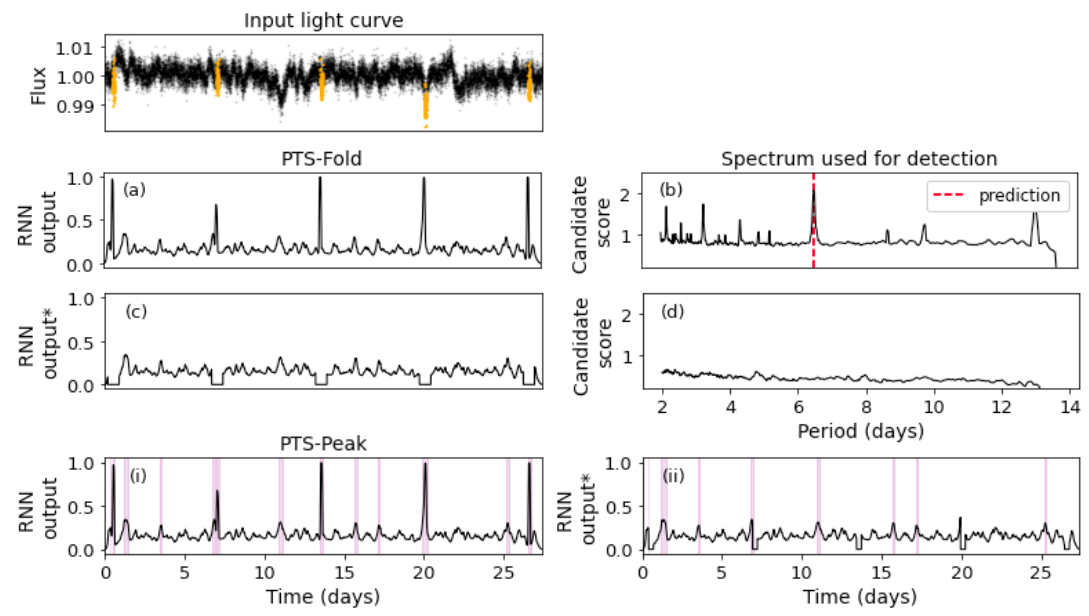 Input light curve
Flux
1.01
1.00
0.99
PTS-Fold
RNN
output
1.0
0.5
0.0
(a)
Spectrum used for detection
Candidate
score
2
1
(b)
prediction
RNN
output*
1.0
0.5
0.0
(c)
Candidate
score
2
1
(d)
2 4 6 8 10 12 14
Period (days)
PTS-Peak
RNN
output
1.0
0.5
0.0
(i)
0 5 10 15 20 25
Time (days)
RNN
output*
1.0
0.5
0.0
(ii)
0 5 10 15 20 25
Time (days)